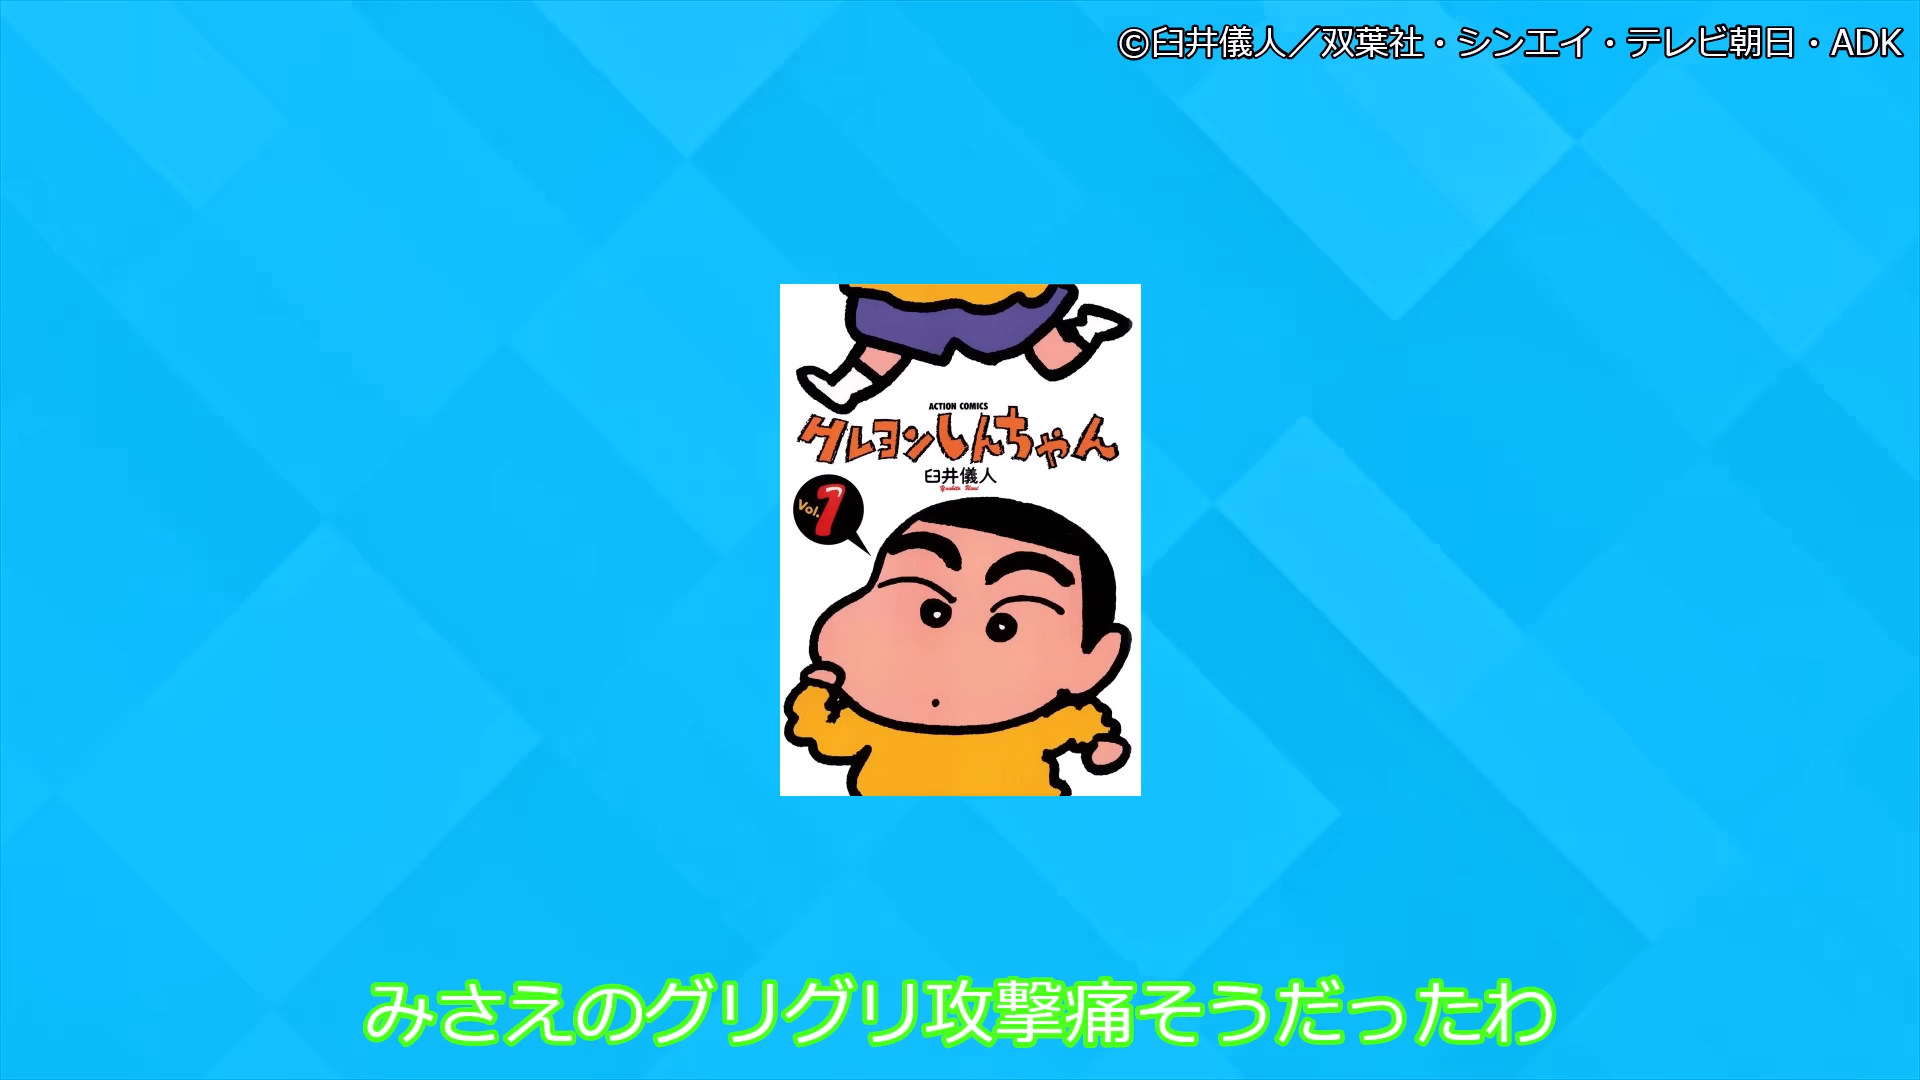 ©臼井儀人／双葉社・シンエイ・テレビ朝日・ADK
ACTION COMICS
クレヨンしんちゃん
臼井儀人
Yoshito Usui
Vol.1
みさえのグリグリ攻撃痛そうだったわ